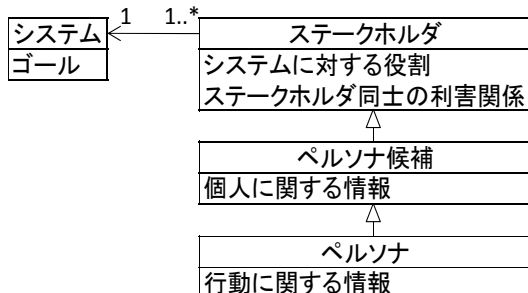 システム
1
1..*
ステークホルダ
ゴール
システムに対する役割
ステークホルダ同士の利害関係
ペルソナ候補
個人に関する情報
ペルソナ
行動に関する情報